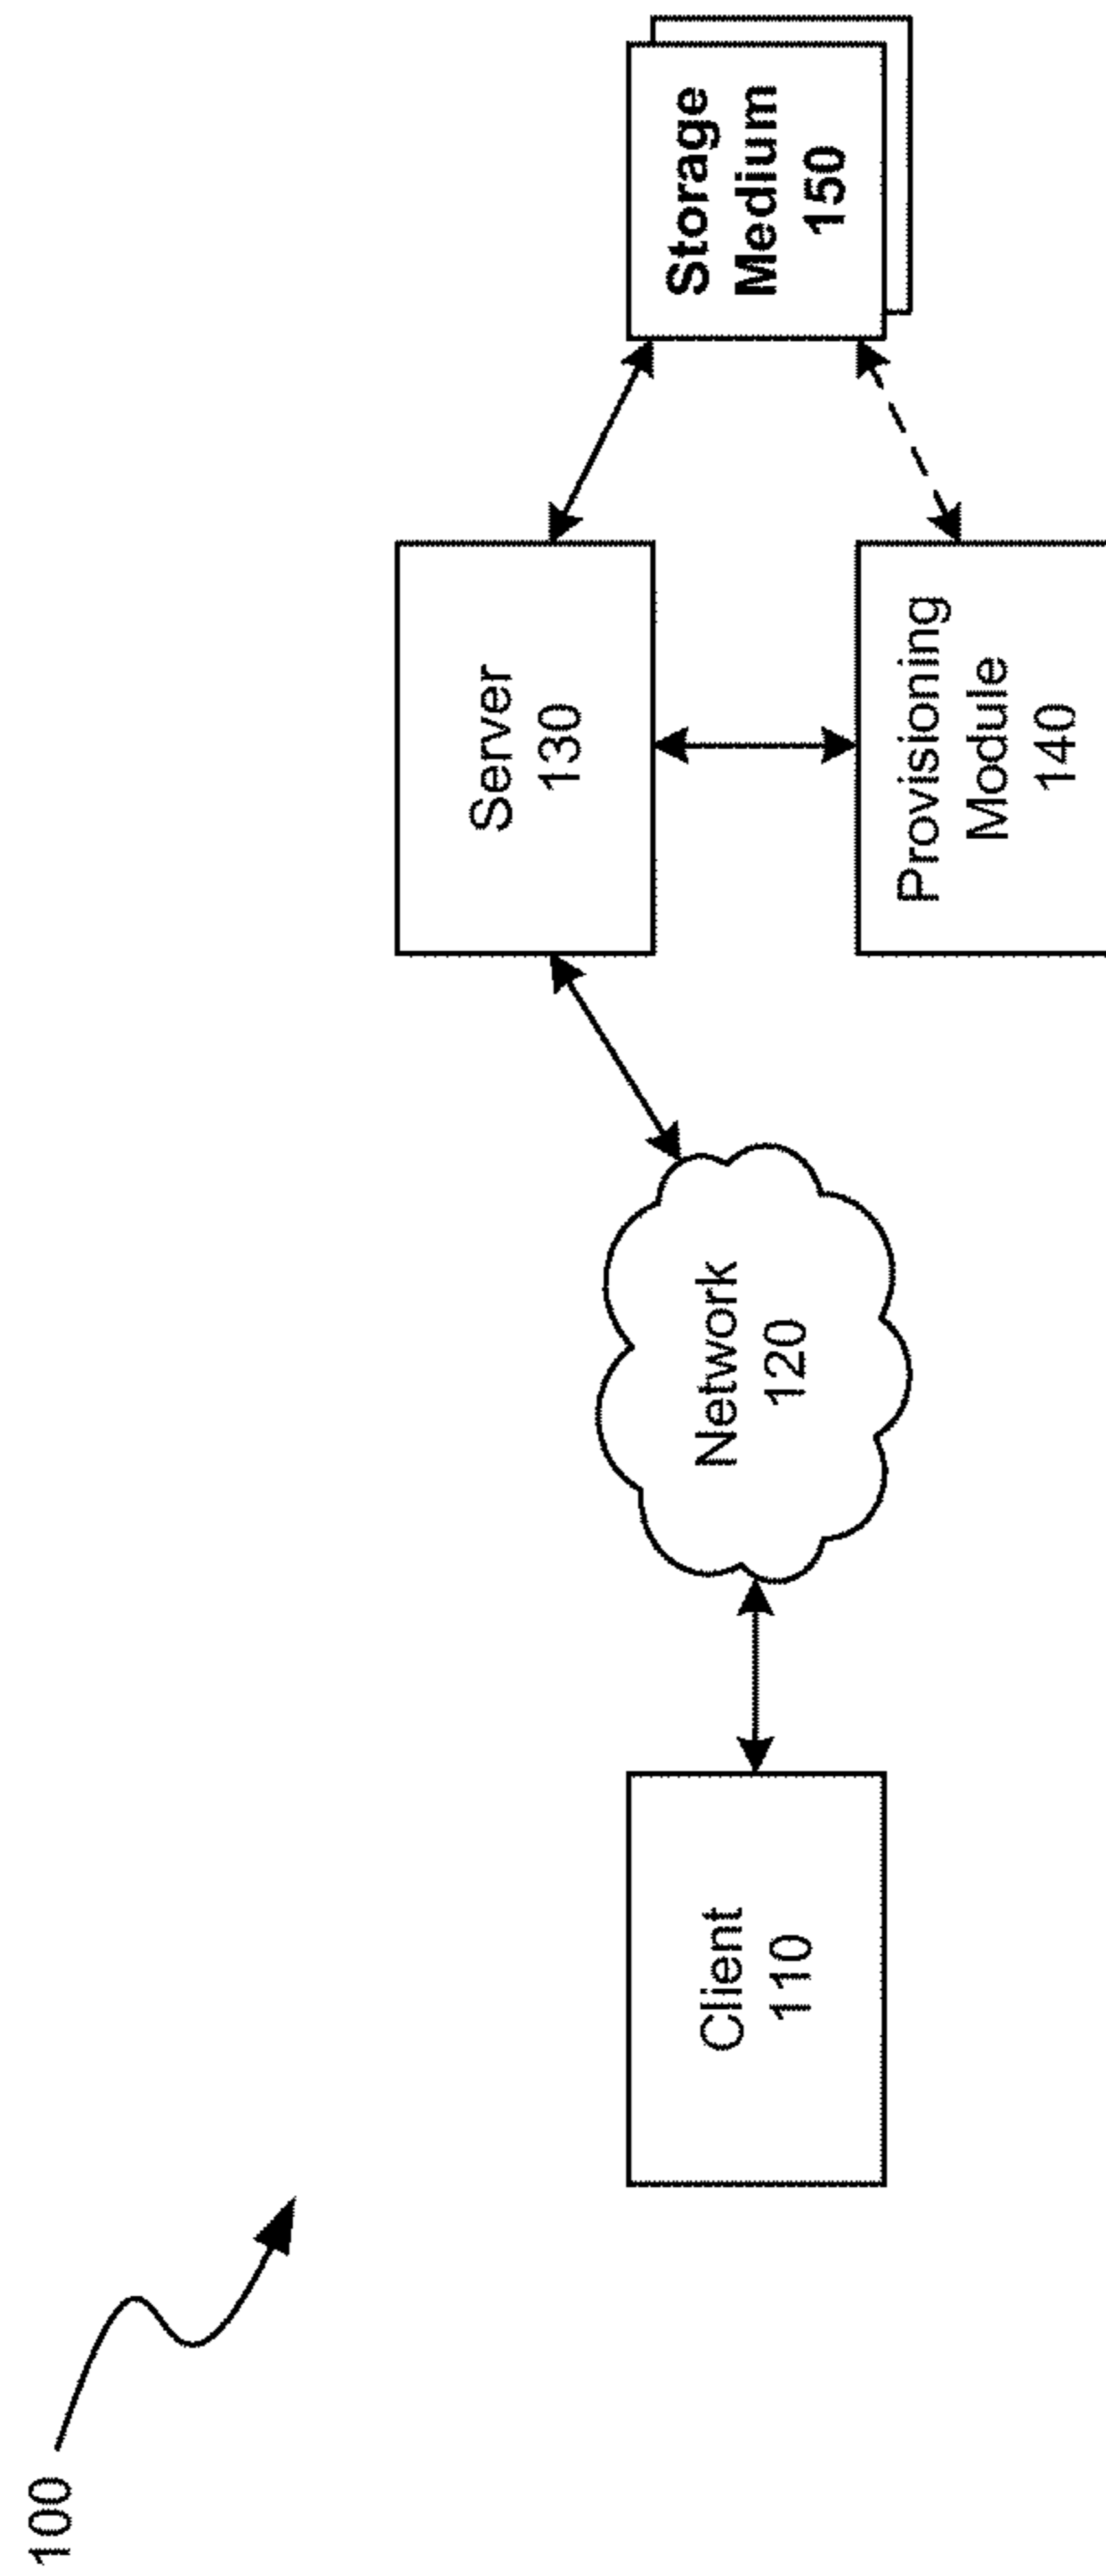 100
Client
110
Network
120
Server
130
Provisioning
Module
140
Storage
Medium
150